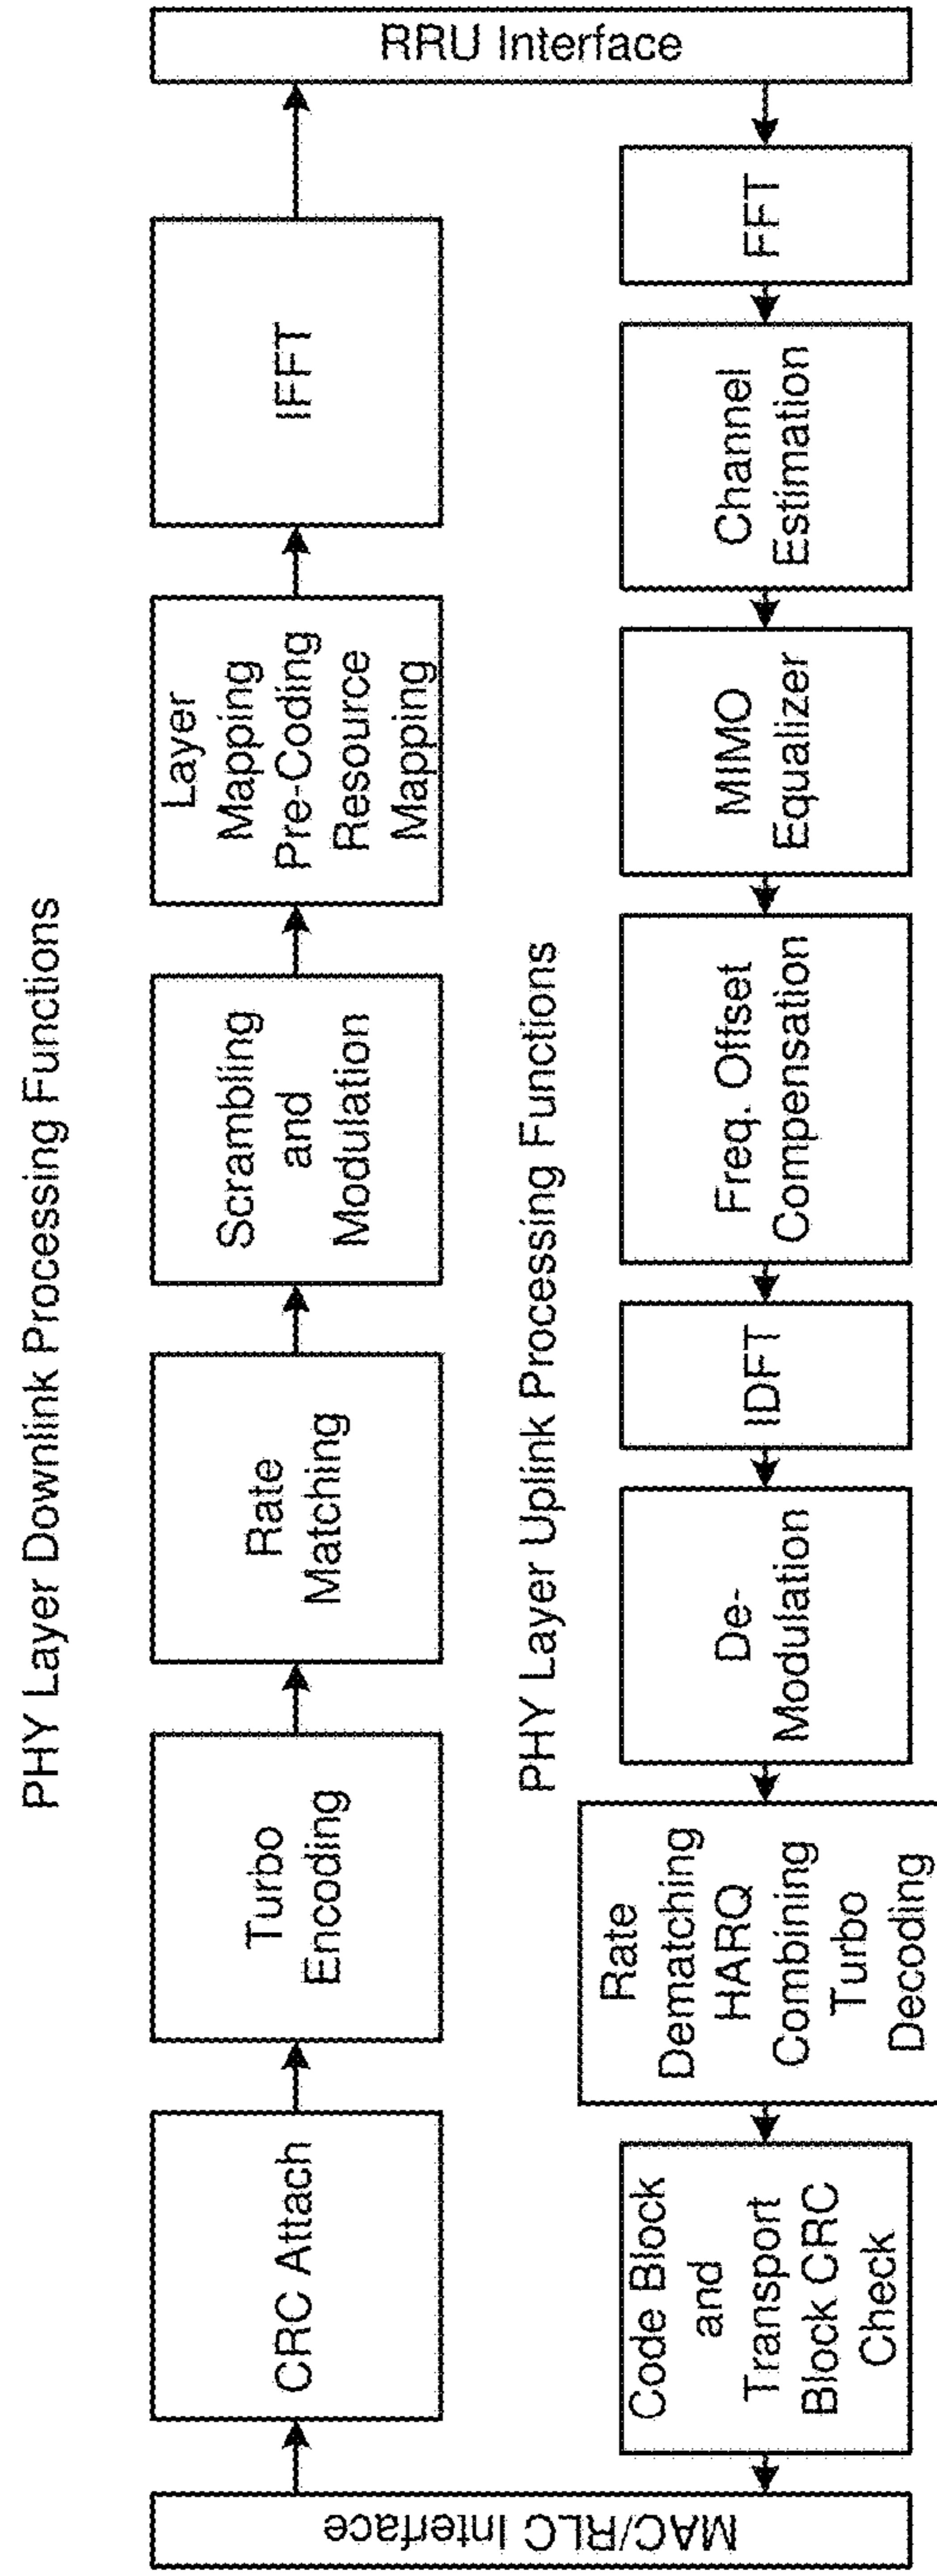 PHY Layer Downlink Processing Functions
MAC/RLC Interface
CRC Attach
Turbo
Encoding
Rate
Matching
Scrambling
and
Modulation
Layer
Mapping
Pre-Coding
Resource
Mapping
IFFT
RRU Interface
PHY Layer Uplink Processing Functions
Code Block
and
Transport
Block CRC
Check
Rate
Dematching
HARQ
Combining
Turbo
Decoding
De-
Modulation
IDFT
Freq. Offset
Compensation
MIMO
Equalizer
Channel
Estimation
FFT